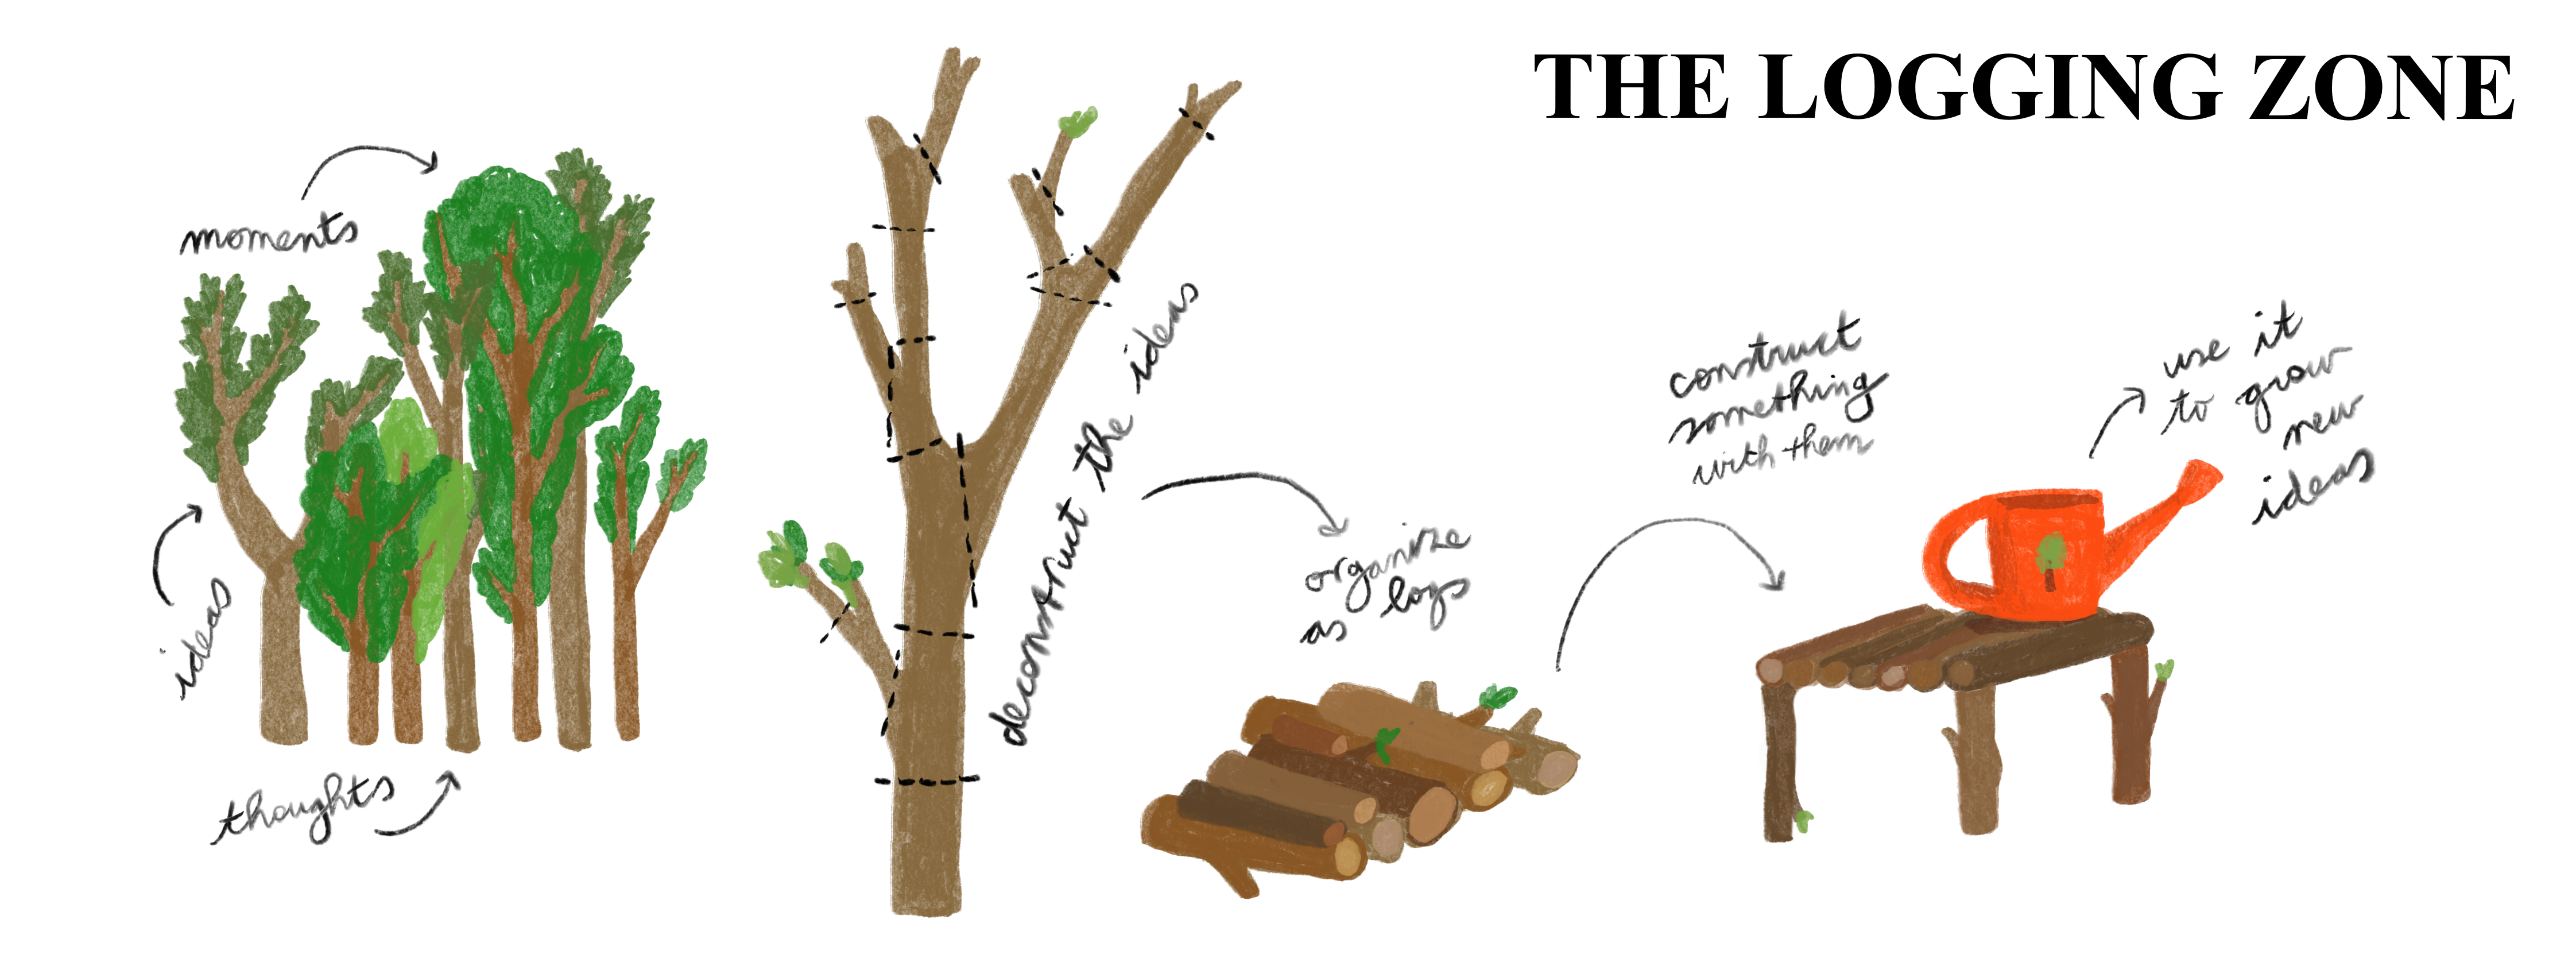 THE LOGGING ZONE
moments
ideas
thoughts
deconstruct the ideas
organize
as logs
construct
something
with them
use it
to grow
new
ideas